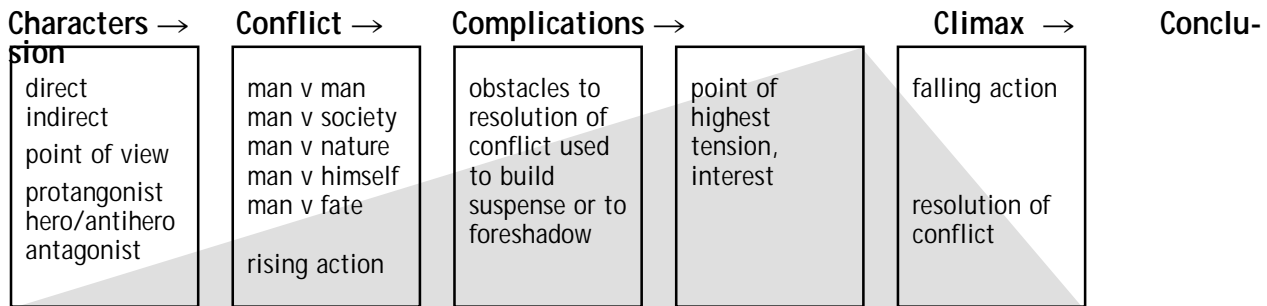 Characters → Conflict → Complications → Climax → Conclu-
sion
direct
indirect
point of view
protangonist
hero/antihero
antagonist
man v man
man v society
man v nature
man v himself
man v fate
rising action
obstacles to
resolution of
conflict used
to build
suspense or to
foreshadow
point of
highest
tension,
interest
falling action
resolution of
conflict